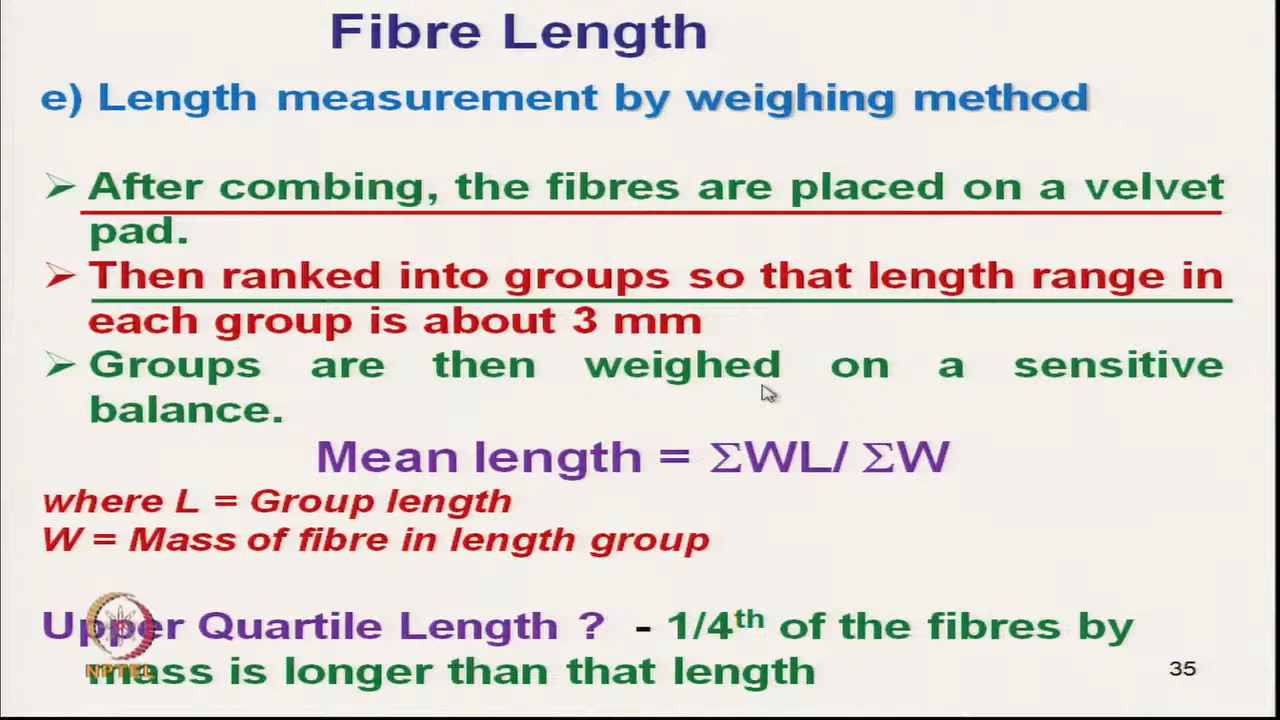 Fibre Length
e) Length measurement by weighing method
➢ After combing, the fibres are placed on a velvet
pad.
➢ Then ranked into groups so that length range in
each group is about 3 mm
➢ Groups are then weighed on a sensitive
balance.
Mean length = ΣWL/ ΣW
where L = Group length
W = Mass of fibre in length group
Upper Quartile Length ? - 1/4th of the fibres by
mass is longer than that length
NPTEL
35